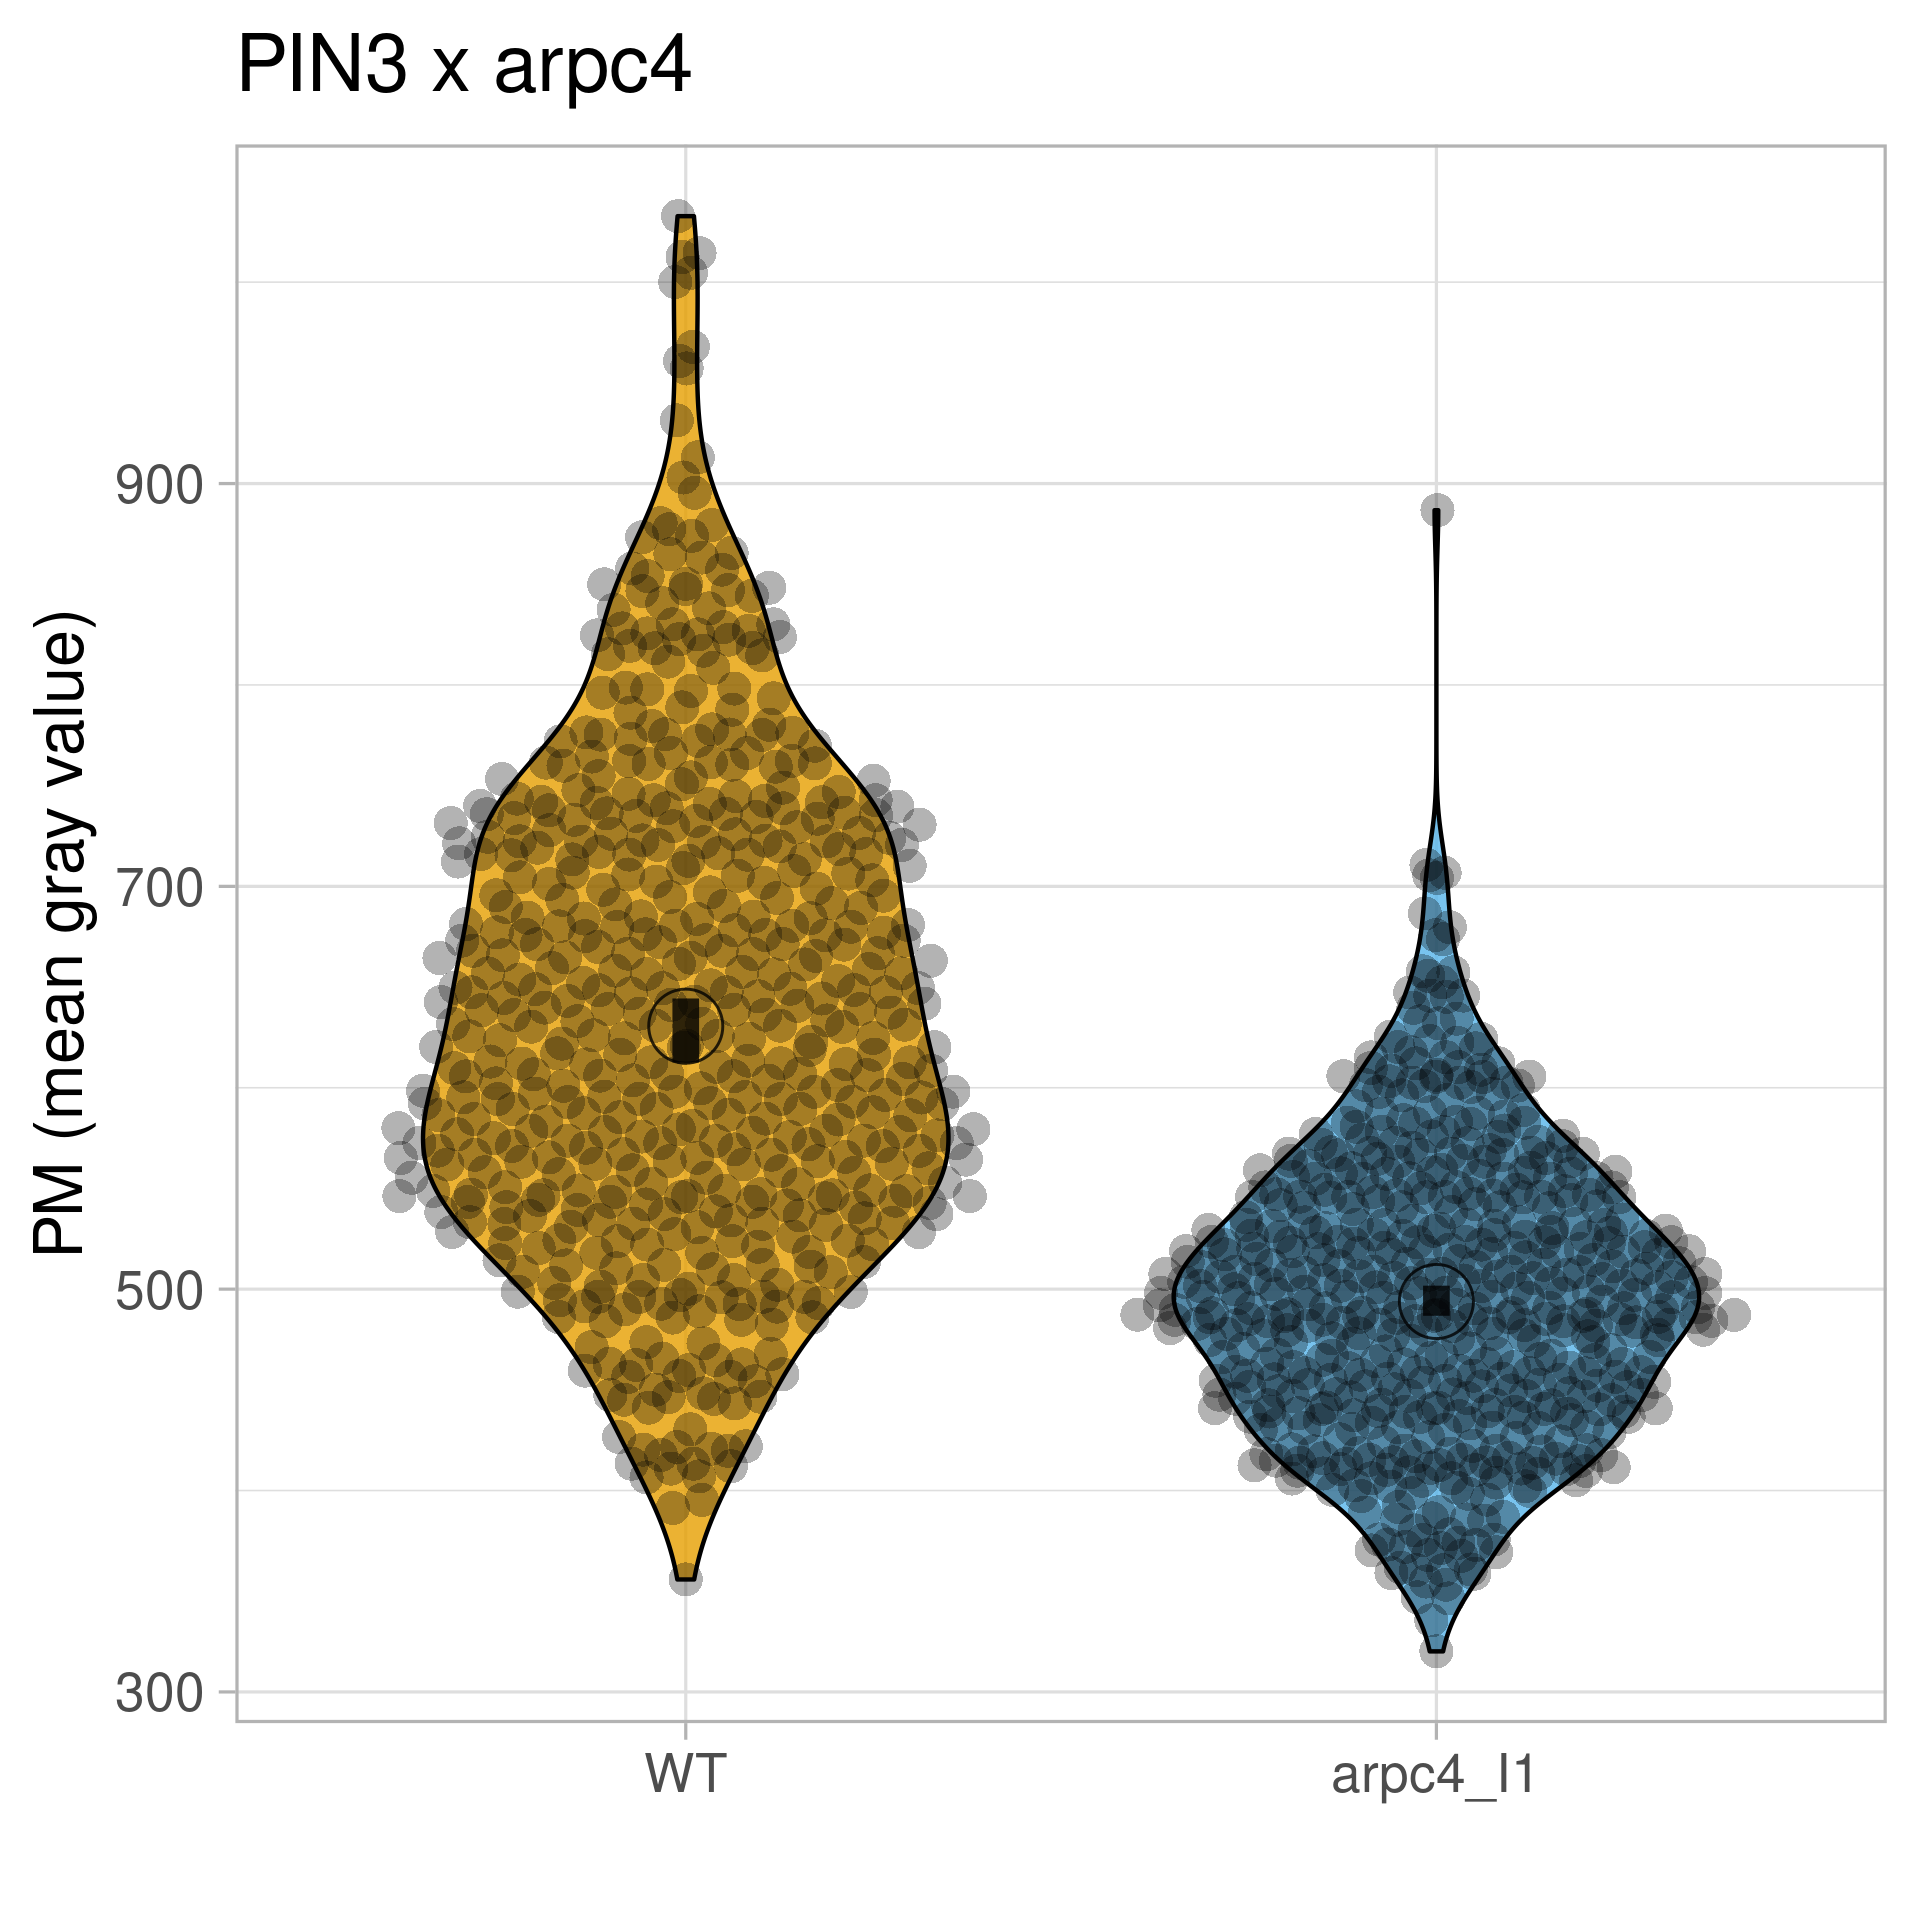 PIN3 x arpc4
PM (mean gray value)
900
700
500
300
WT
arpc4_l1